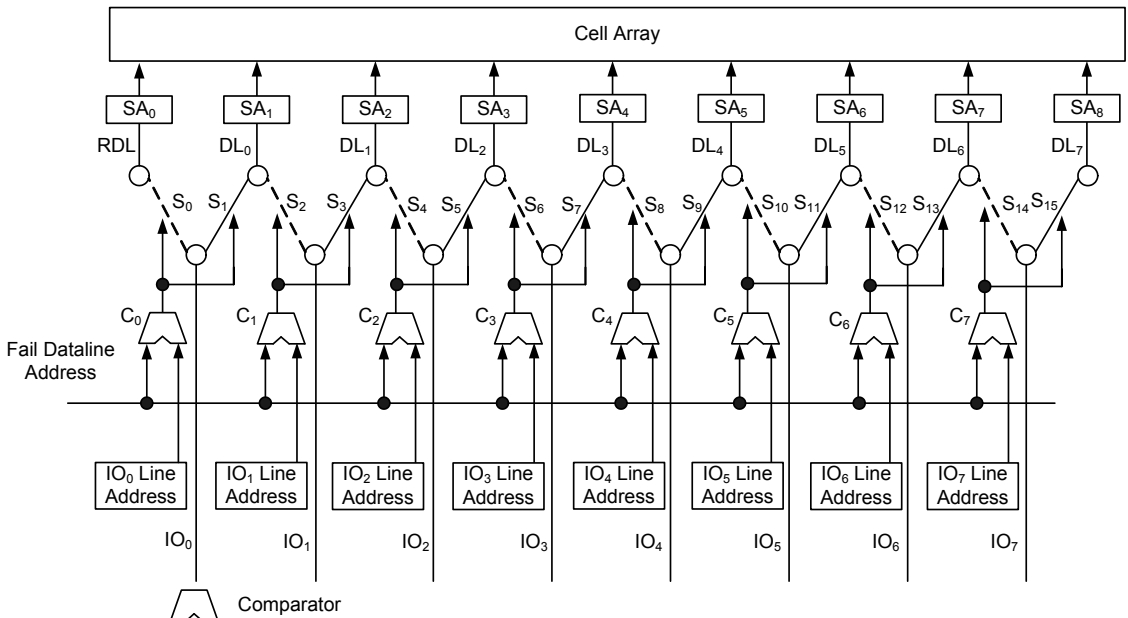 Cell Array
SA₀ SA₁ SA₂ SA₃ SA₄ SA₅ SA₆ SA₇ SA₈
RDL DL₀ DL₁ DL₂ DL₃ DL₄ DL₅ DL₆ DL₇
S₀ S₁ S₂ S₃ S₄ S₅ S₆ S₇ S₈ S₉ S₁₀ S₁₁ S₁₂ S₁₃ S₁₄ S₁₅
C₀ C₁ C₂ C₃ C₄ C₅ C₆ C₇
Fail Dataline
Address
IO₀ Line IO₁ Line IO₂ Line IO₃ Line IO₄ Line IO₅ Line IO₆ Line IO₇ Line
Address Address Address Address Address Address Address Address
IO₀ IO₁ IO₂ IO₃ IO₄ IO₅ IO₆ IO₇
Comparator